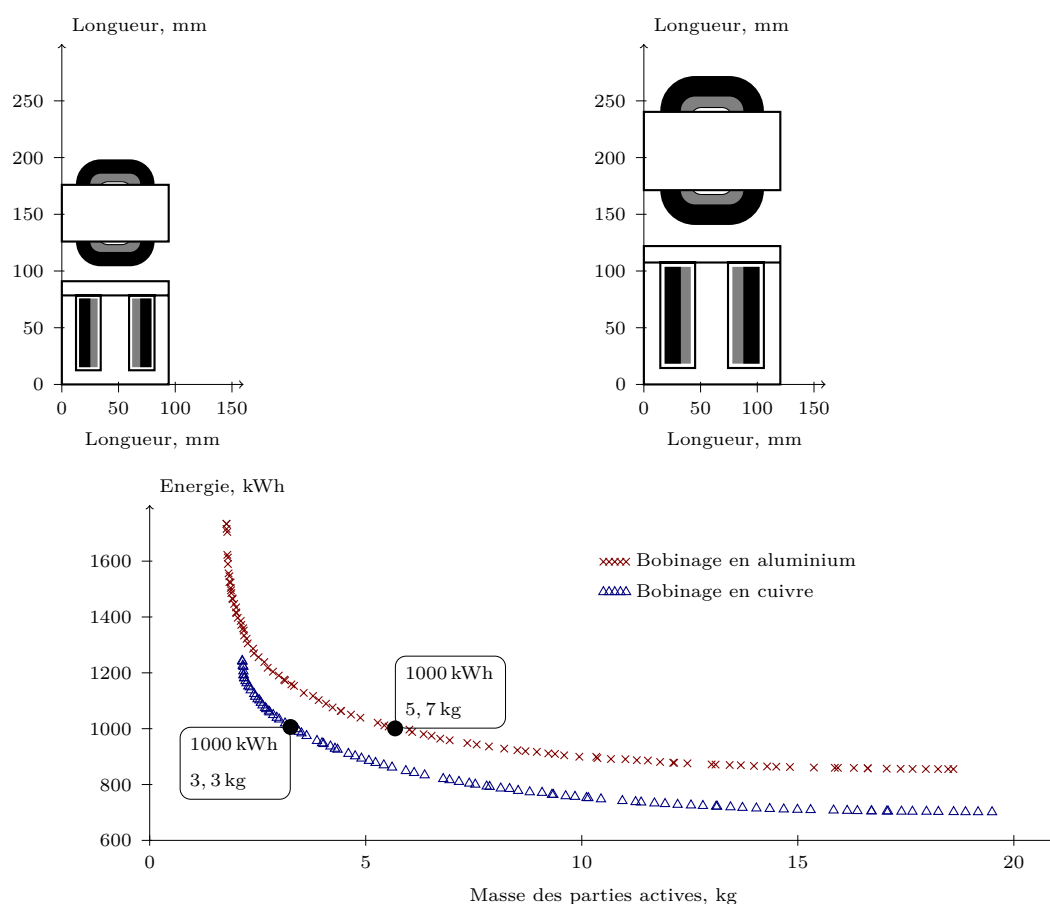 Longueur, mm
250
200
150
100
50
0
0 50 100 150
Longueur, mm
Longueur, mm
250
200
150
100
50
0
0 50 100 150
Longueur, mm
Energie, kWh
1600
1400
1200
1000
800
600
Bobinage en aluminium
Bobinage en cuivre
1000 kWh
5, 7 kg
1000 kWh
3, 3 kg
0 5 10 15 20
Masse des parties actives, kg